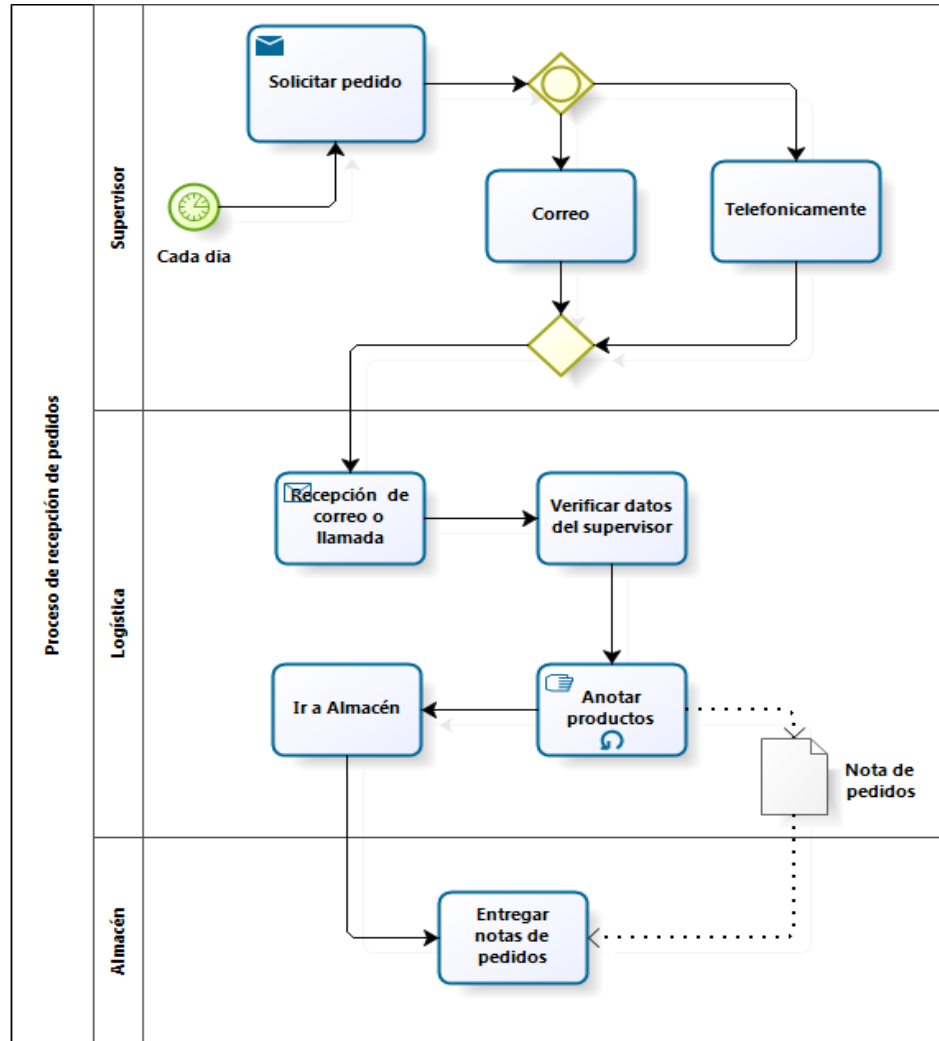 Proceso de recepción de pedidos
Supervisor
Solicitar pedido
Cada dia
Correo
Telefonicamente
Logística
Recepción de
correo o
llamada
Verificar datos
del supervisor
Ir a Almacén
Anotar
productos
Nota de
pedidos
Almacén
Entregar
notas de
pedidos